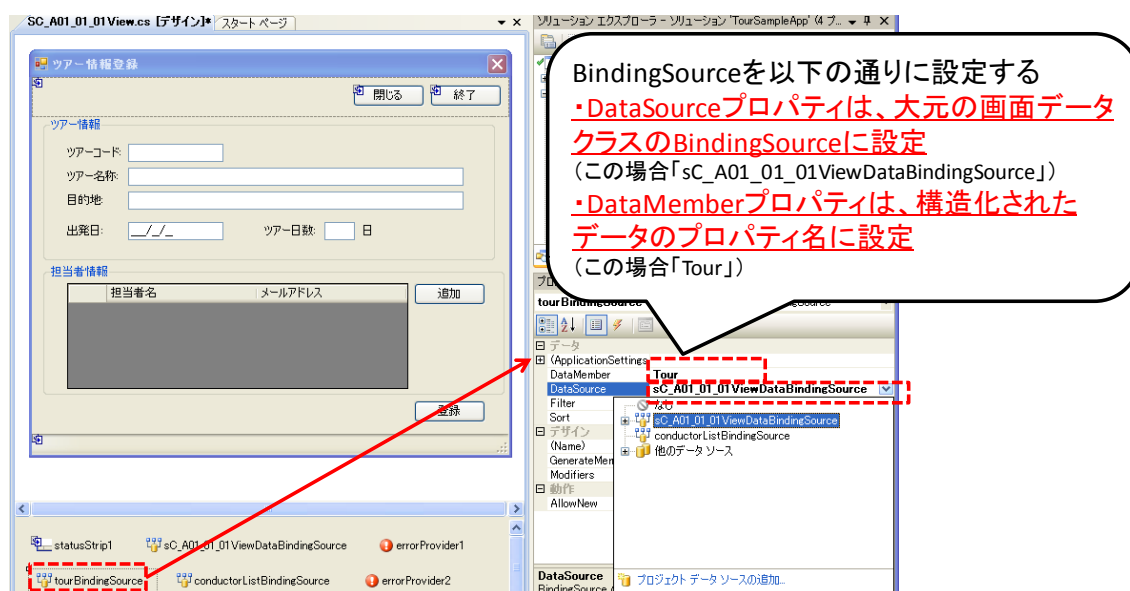 SC_A01_01_01View.cs [デザイン]* スタート ページ
ソリューション エクスプローラ - ソリューション 'TourSampleApp' (4 プ...
ツアー情報登録
閉じる 終了
ツアー情報
ツアーコード:
ツアー名称:
目的地:
出発日: __/_/_ ツアー日数: 日
担当者情報
担当者名 メールアドレス 追加
登録
statusStrip1 sC_A01_01_01ViewDataBindingSource errorProvider1
tourBindingSource conductorListBindingSource errorProvider2
BindingSourceを以下の通りに設定する
・DataSourceプロパティは、大元の画面データ
クラスのBindingSourceに設定
（この場合「sC_A01_01_01ViewDataBindingSource」）
・DataMemberプロパティは、構造化された
データのプロパティ名に設定
（この場合「Tour」）
tourBindingSource
データ
(ApplicationSettings
DataMember Tour
DataSource sC_A01_01_01ViewDataBindingSource
Filter なし
Sort sC_A01_01_01ViewDataBindingSource
デザイン conductorListBindingSource
(Name) 他のデータ ソース
GenerateMem
Modifiers
動作
AllowNew
DataSource プロジェクト データ ソースの追加...